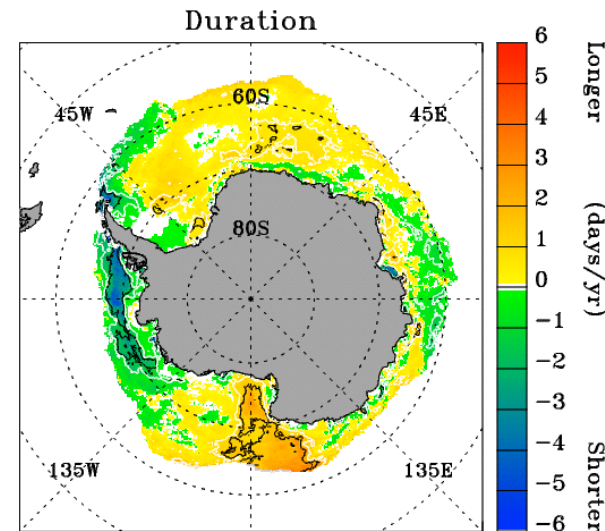 Duration
60S
45W
45E
80S
135W
135E
6
5
4
3
2
1
0
−1
−2
−3
−4
−5
−6
Longer
(days/yr)
Shorter